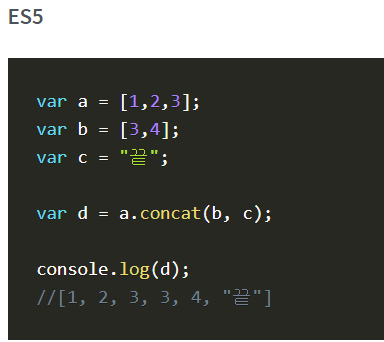 ES5
var a = [1,2,3];
var b = [3,4];
var c = "끝";
var d = a.concat(b, c);
console.log(d);
//[1, 2, 3, 3, 4, "끝"]